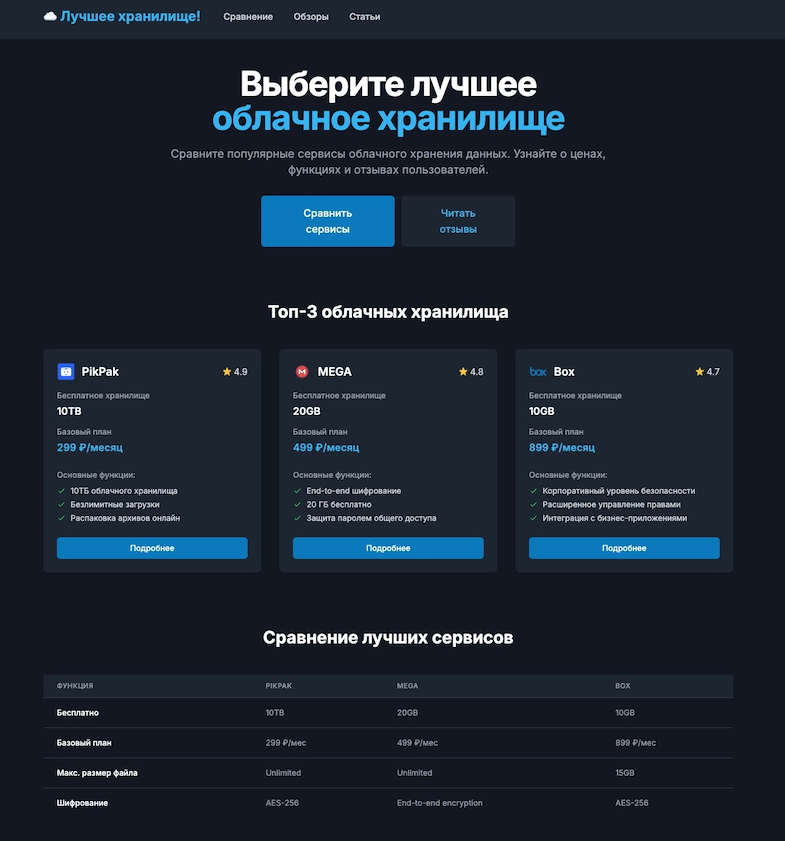 Лучшее хранилище! Сравнение Обзоры Статьи
Выберите лучшее
облачное хранилище
Сравните популярные сервисы облачного хранения данных. Узнайте о ценах,
функциях и отзывах пользователей.
Сравнить
сервисы
Читать
отзывы
Топ-3 облачных хранилища
PikPak 4.9
Бесплатное хранилище
10TB
Базовый план
299 ₽/месяц
Основные функции:
10ТБ облачного хранилища
Безлимитные загрузки
Распаковка архивов онлайн
Подробнее
MEGA 4.8
Бесплатное хранилище
20GB
Базовый план
499 ₽/месяц
Основные функции:
End-to-end шифрование
20 ГБ бесплатно
Защита паролем общего доступа
Подробнее
box Box 4.7
Бесплатное хранилище
10GB
Базовый план
899 ₽/месяц
Основные функции:
Корпоративный уровень безопасности
Расширенное управление правами
Интеграция с бизнес-приложениями
Подробнее
Сравнение лучших сервисов
ФУНКЦИЯ PIKPAK MEGA BOX
Бесплатно 10TB 20GB 10GB
Базовый план 299 ₽/мес 499 ₽/мес 899 ₽/мес
Макс. размер файла Unlimited Unlimited 15GB
Шифрование AES-256 End-to-end encryption AES-256